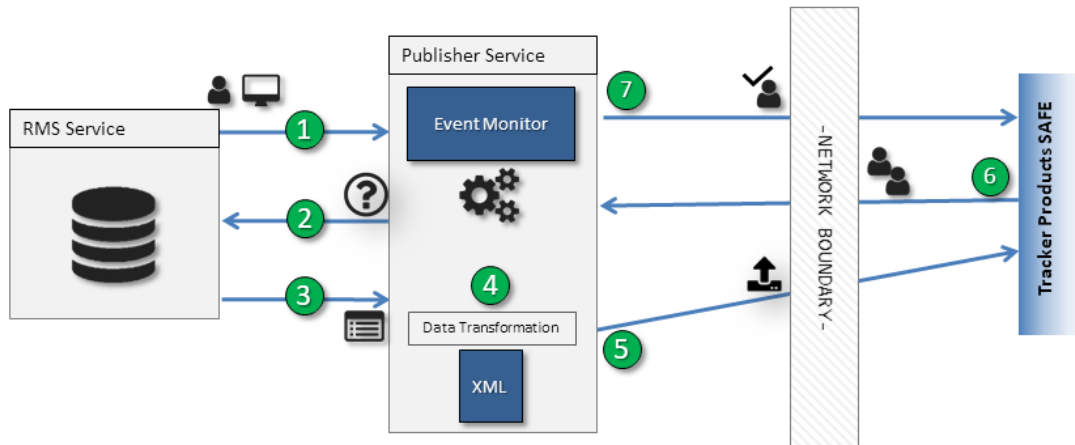 Publisher Service
RMS Service
Event Monitor
1
2
3
4
Data Transformation
XML
5
6
7
-NETWORK BOUNDARY-
Tracker Products SAFE
?